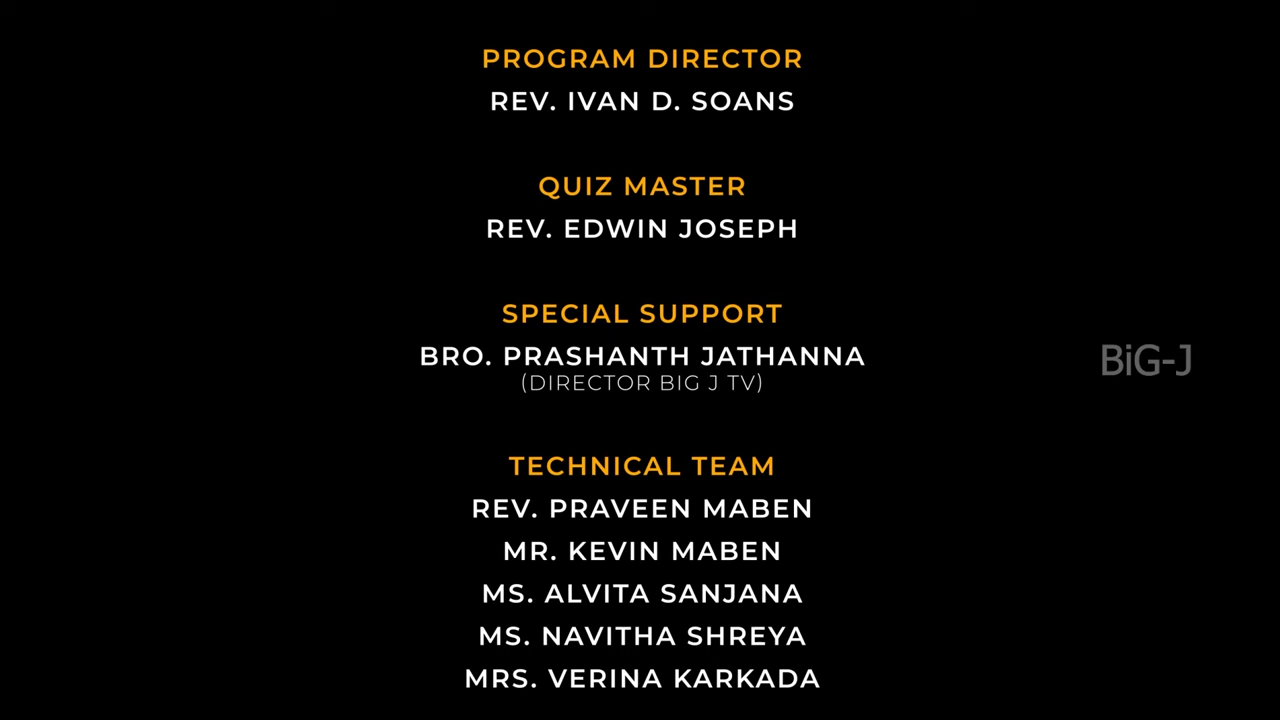 PROGRAM DIRECTOR
REV. IVAN D. SOANS
QUIZ MASTER
REV. EDWIN JOSEPH
SPECIAL SUPPORT
BRO. PRASHANTH JATHANNA
(DIRECTOR BIG J TV)
BiG-J
TECHNICAL TEAM
REV. PRAVEEN MABEN
MR. KEVIN MABEN
MS. ALVITA SANJANA
MS. NAVITHA SHREYA
MRS. VERINA KARKADA